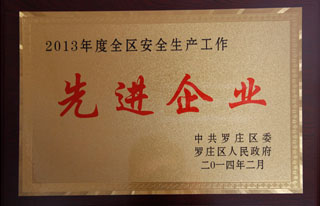 2013年度全区安全生产工作
先进企业
中共罗庄区委
罗庄区人民政府
二〇一四年二月